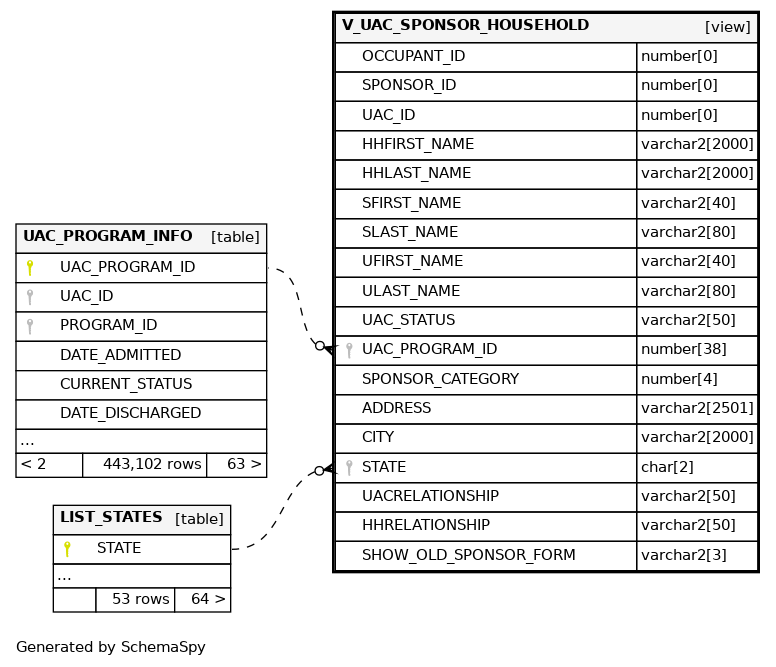 V_UAC_SPONSOR_HOUSEHOLD [view]
OCCUPANT_ID number[0]
SPONSOR_ID number[0]
UAC_ID number[0]
HHFIRST_NAME varchar2[2000]
HHLAST_NAME varchar2[2000]
SFIRST_NAME varchar2[40]
SLAST_NAME varchar2[80]
UFIRST_NAME varchar2[40]
ULAST_NAME varchar2[80]
UAC_STATUS varchar2[50]
UAC_PROGRAM_ID number[38]
SPONSOR_CATEGORY number[4]
ADDRESS varchar2[2501]
CITY varchar2[2000]
STATE char[2]
UACRELATIONSHIP varchar2[50]
HHRELATIONSHIP varchar2[50]
SHOW_OLD_SPONSOR_FORM varchar2[3]
UAC_PROGRAM_INFO [table]
UAC_PROGRAM_ID
UAC_ID
PROGRAM_ID
DATE_ADMITTED
CURRENT_STATUS
DATE_DISCHARGED
...
< 2 443,102 rows 63 >
LIST_STATES [table]
STATE
...
53 rows 64 >
Generated by SchemaSpy